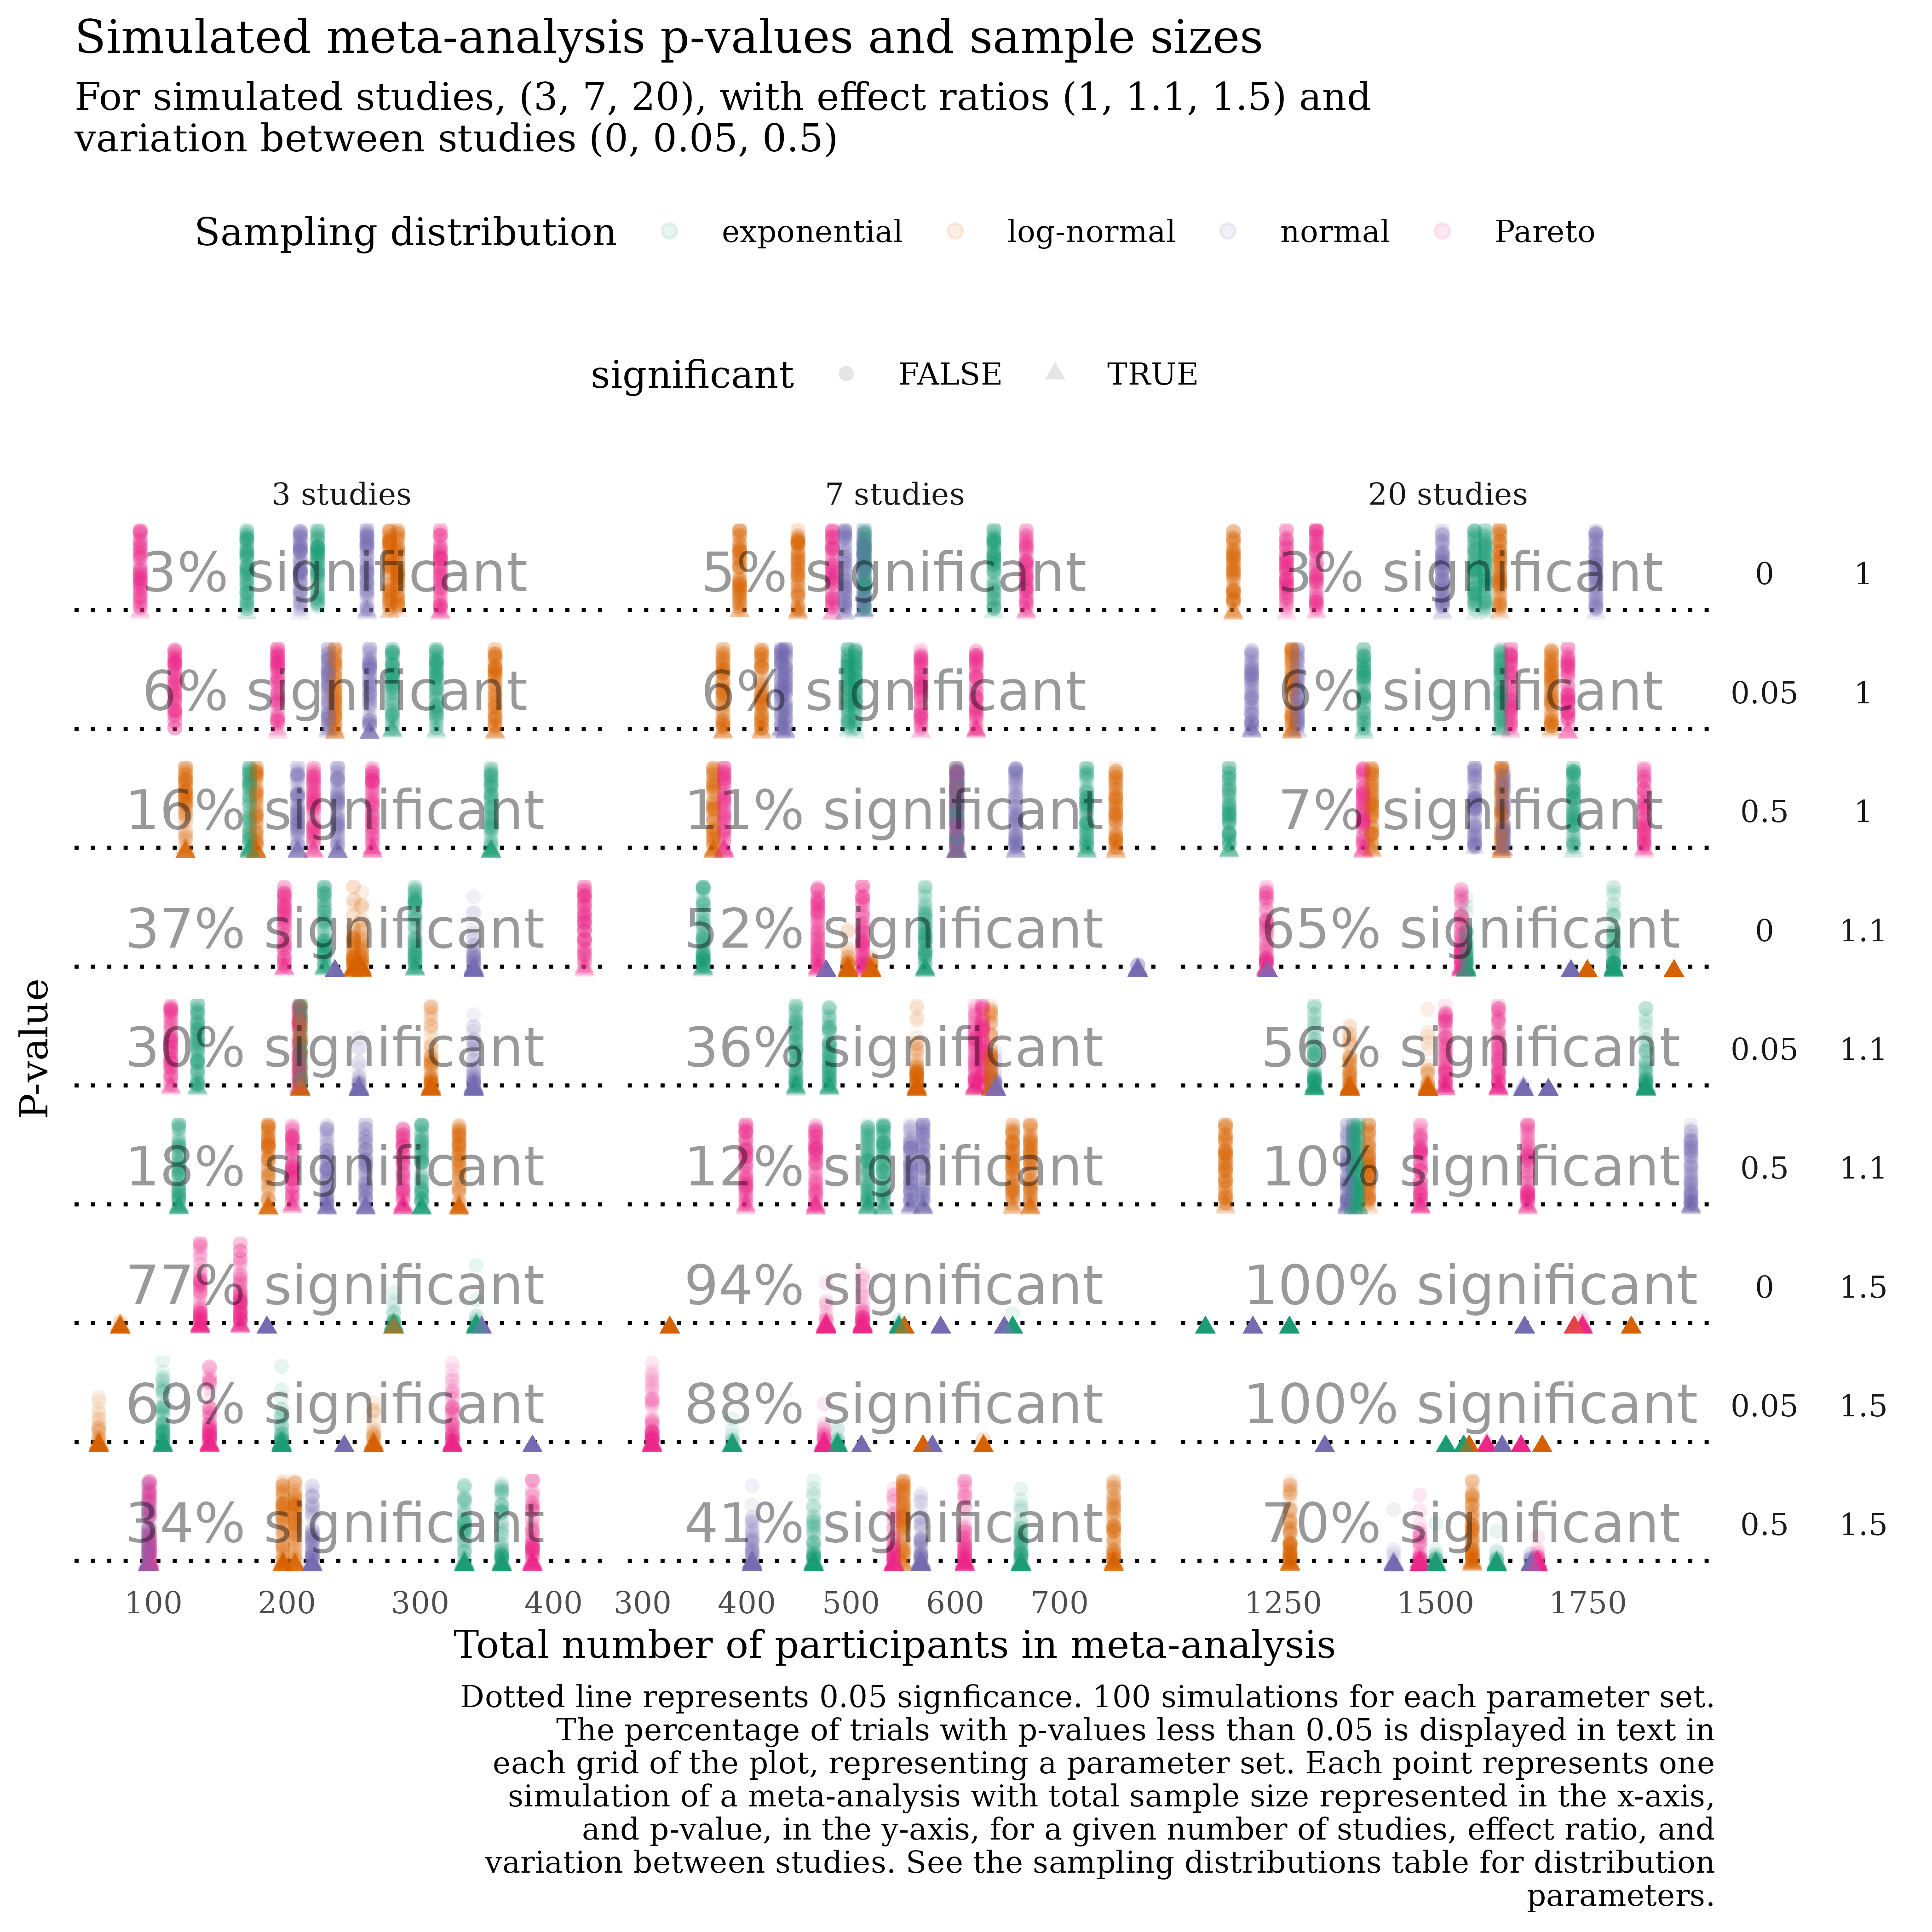 Simulated meta-analysis p-values and sample sizes
For simulated studies, (3, 7, 20), with effect ratios (1, 1.1, 1.5) and
variation between studies (0, 0.05, 0.5)
Sampling distribution exponential log-normal normal Pareto
significant FALSE TRUE
3 studies 7 studies 20 studies
3% significant 5% significant 3% significant 0 1
6% significant 6% significant 6% significant 0.05 1
16% significant 11% significant 7% significant 0.5 1
37% significant 52% significant 65% significant 0 1.1
30% significant 36% significant 56% significant 0.05 1.1
18% significant 12% significant 10% significant 0.5 1.1
77% significant 94% significant 100% significant 0 1.5
69% significant 88% significant 100% significant 0.05 1.5
34% significant 41% significant 70% significant 0.5 1.5
P-value
100 200 300 400 300 400 500 600 700 1250 1500 1750
Total number of participants in meta-analysis
Dotted line represents 0.05 signficance. 100 simulations for each parameter set.
The percentage of trials with p-values less than 0.05 is displayed in text in
each grid of the plot, representing a parameter set. Each point represents one
simulation of a meta-analysis with total sample size represented in the x-axis,
and p-value, in the y-axis, for a given number of studies, effect ratio, and
variation between studies. See the sampling distributions table for distribution
parameters.